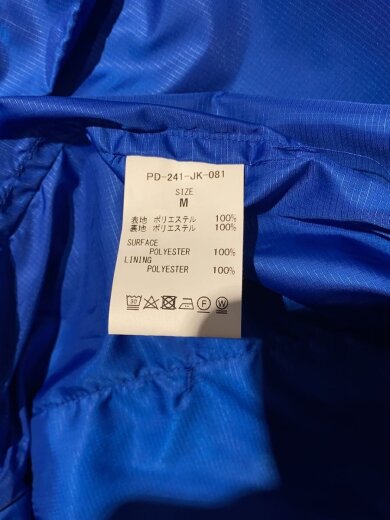 PD-241-JK-081
SIZE
M
表地 ポリエステル 100%
裏地 ポリエステル 100%
SURFACE
POLYESTER 100%
LINING
POLYESTER 100%
30 F W